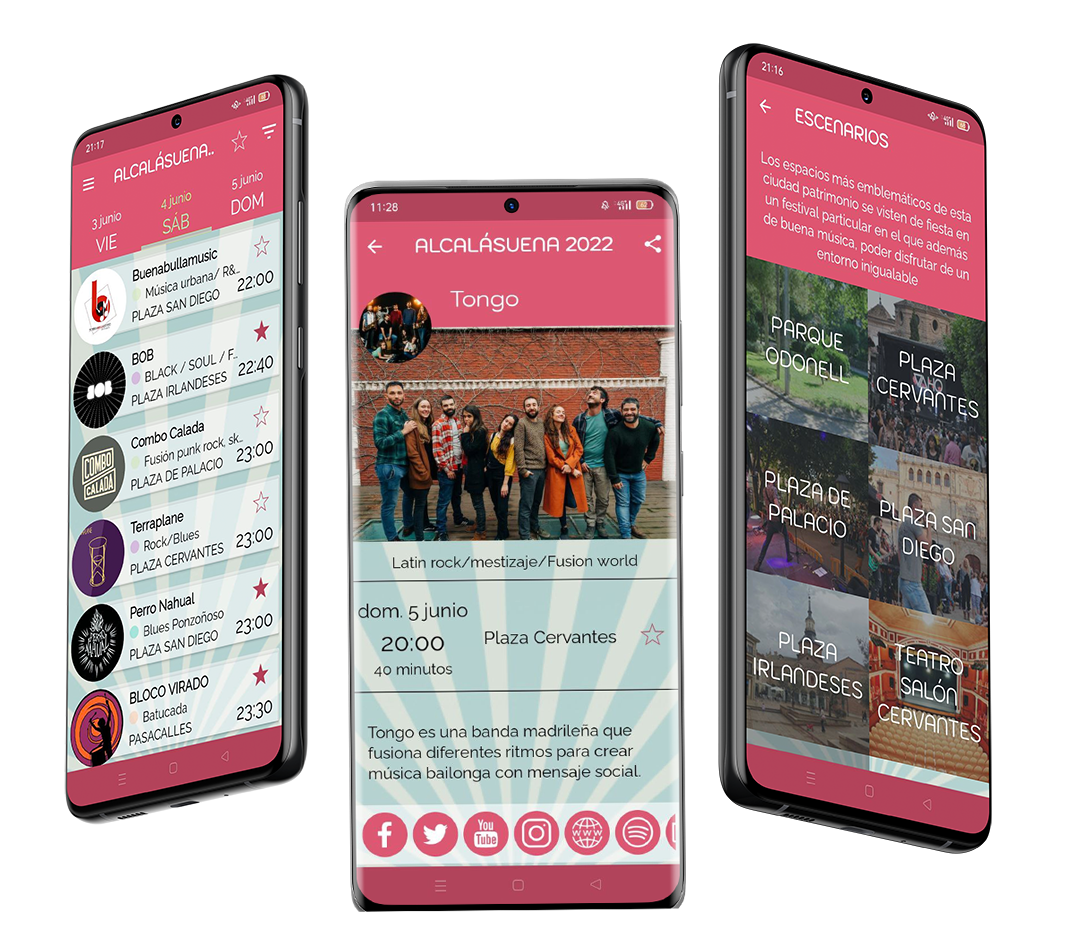 21:17
ALCALÁSUENA..
3 junio
VIE
4 junio
SÁB
5 junio
DOM
Buenabullamusic
Música urbana/ R&...
PLAZA SAN DIEGO
22:00
BOB
BOB
BLACK / SOUL / F...
PLAZA IRLANDESES
22:40
COMBO
CALADA
Combo Calada
Fusión punk rock, sk...
PLAZA DE PALACIO
23:00
Terraplane
Rock/Blues
PLAZA CERVANTES
23:00
Perro Nahual
Blues Ponzoñoso
PLAZA SAN DIEGO
23:00
BLOCO VIRADO
Batucada
PASACALLES
23:30
11:28
ALCALÁSUENA 2022
Tongo
Latin rock/mestizaje/Fusion world
dom. 5 junio
20:00
40 minutos
Plaza Cervantes
Tongo es una banda madrileña que
fusiona diferentes ritmos para crear
música bailonga con mensaje social.
You
Tube
WWW
21:16
ESCENARIOS
Los espacios más emblemáticos de esta
ciudad patrimonio se visten de fiesta en
un festival particular en el que además
de buena música, poder disfrutar de un
entorno inigualable
PARQUE
ODONELL
PLAZA
CERVANTES
PLAZA DE
PALACIO
PLAZA SAN
DIEGO
PLAZA
IRLANDESES
TEATRO
SALÓN
CERVANTES